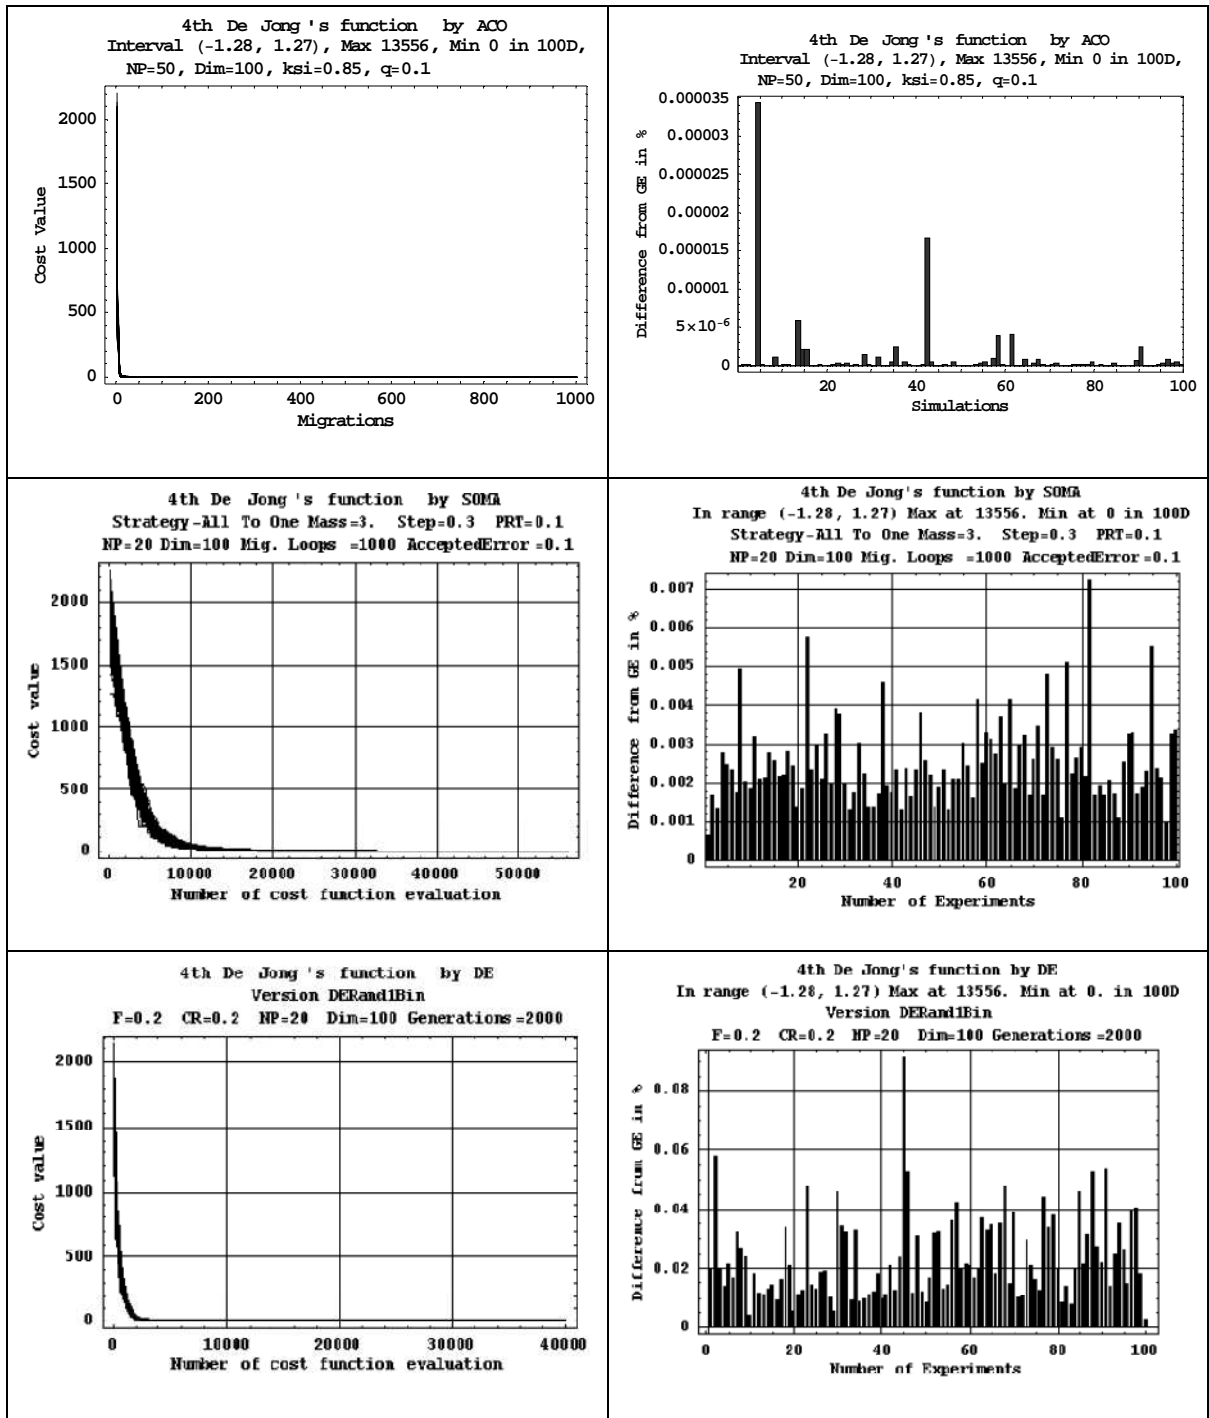 4th De Jong's function by ACO
Interval (-1.28, 1.27), Max 13556, Min 0 in 100D,
NP=50, Dim=100, ksi=0.85, q=0.1
Cost Value
2000
1500
1000
500
0
0 200 400 600 800 1000
Migrations
4th De Jong's function by ACO
Interval (-1.28, 1.27), Max 13556, Min 0 in 100D,
NP=50, Dim=100, ksi=0.85, q=0.1
Difference from GE in %
0.000035
0.00003
0.000025
0.00002
0.000015
0.00001
5×10⁻⁶
0
20 40 60 80 100
Simulations
4th De Jong's function by SOMA
Strategy-All To One Mass=3. Step=0.3 PRT=0.1
NP=20 Dim=100 Mig. Loops =1000 AcceptedError=0.1
Cost value
2000
1500
1000
500
0
0 10000 20000 30000 40000 50000
Number of cost function evaluation
4th De Jong's function by SOMA
In range (-1.28, 1.27) Max at 13556. Min at 0 in 100D
Strategy-All To One Mass=3. Step=0.3 PRT=0.1
NP=20 Dim=100 Mig. Loops =1000 AcceptedError=0.1
Difference from GE in %
0.007
0.006
0.005
0.004
0.003
0.002
0.001
0
20 40 60 80 100
Number of Experiments
4th De Jong's function by DE
Version DERand1Bin
F=0.2 CR=0.2 NP=20 Dim=100 Generations=2000
Cost value
2000
1500
1000
500
0
0 10000 20000 30000 40000
Number of cost function evaluation
4th De Jong's function by DE
In range (-1.28, 1.27) Max at 13556. Min at 0. in 100D
Version DERand1Bin
F=0.2 CR=0.2 NP=20 Dim=100 Generations=2000
Difference from GE in %
0.08
0.06
0.04
0.02
0
0 20 40 60 80 100
Number of Experiments